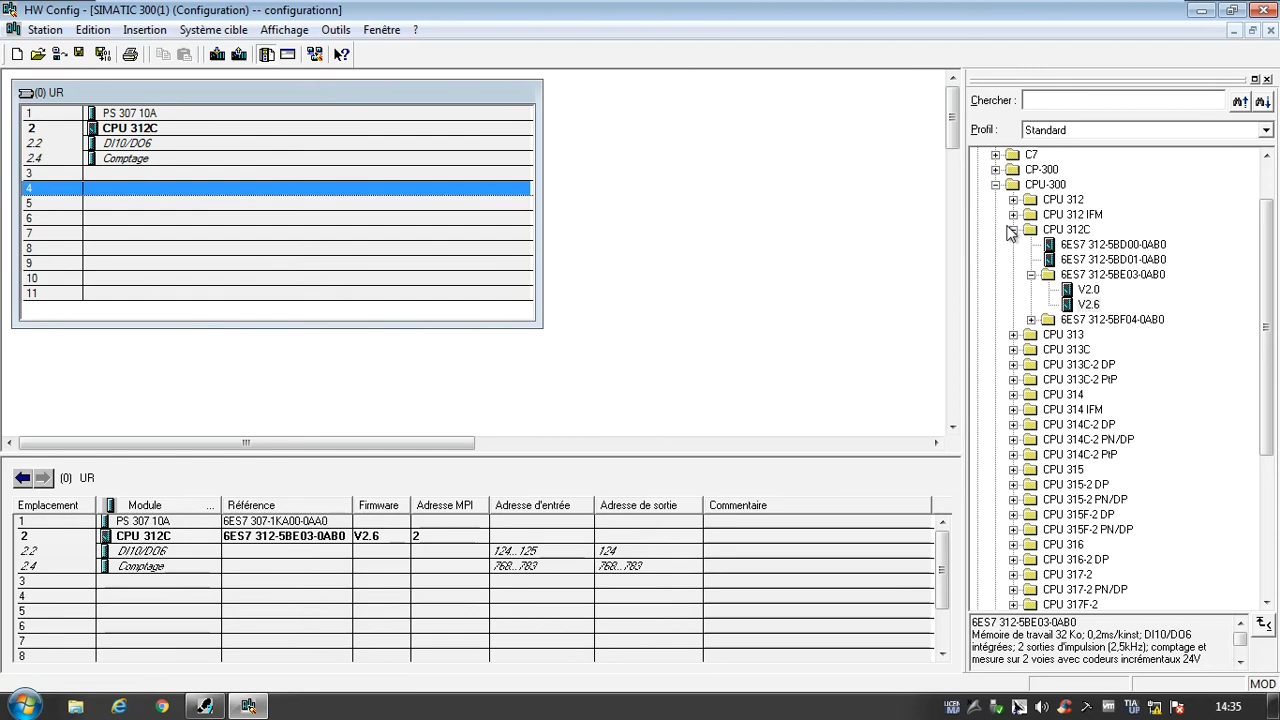 HW Config - [SIMATIC 300(1) (Configuration) -- configurationn]
Station Edition Insertion Système cible Affichage Outils Fenêtre ?
(0) UR
1 PS 307 10A
2 CPU 312C
2.2 DI10/DO6
2.4 Comptage
3
4
5
6
7
8
9
10
11
Chercher :
Profil : Standard
C7
CP-300
CPU-300
CPU 312
CPU 312 IFM
CPU 312C
6ES7 312-5BD00-0AB0
6ES7 312-5BD01-0AB0
6ES7 312-5BE03-0AB0
V2.0
V2.6
6ES7 312-5BF04-0AB0
CPU 313
CPU 313C
CPU 313C-2 DP
CPU 313C-2 PtP
CPU 314
CPU 314 IFM
CPU 314C-2 DP
CPU 314C-2 PN/DP
CPU 314C-2 PtP
CPU 315
CPU 315-2 DP
CPU 315-2 PN/DP
CPU 315F-2 DP
CPU 315F-2 PN/DP
CPU 316
CPU 316-2 DP
CPU 317-2
CPU 317-2 PN/DP
CPU 317F-2
(0) UR
Emplacement Module ... Référence Firmware Adresse MPI Adresse d'entrée Adresse de sortie Commentaire
1 PS 307 10A 6ES7 307-1KA00-0AA0
2 CPU 312C 6ES7 312-5BE03-0AB0 V2.6 2
2.2 DI10/DO6 124...125 124
2.4 Comptage 768...783 768...783
3
4
5
6
7
8
6ES7 312-5BE03-0AB0
Mémoire de travail 32 Ko; 0,2ms/kinst; DI10/DO6
intégrées; 2 sorties d'impulsion (2,5kHz); comptage et
mesure sur 2 voies avec codeurs incrémentaux 24V
MOD
14:35